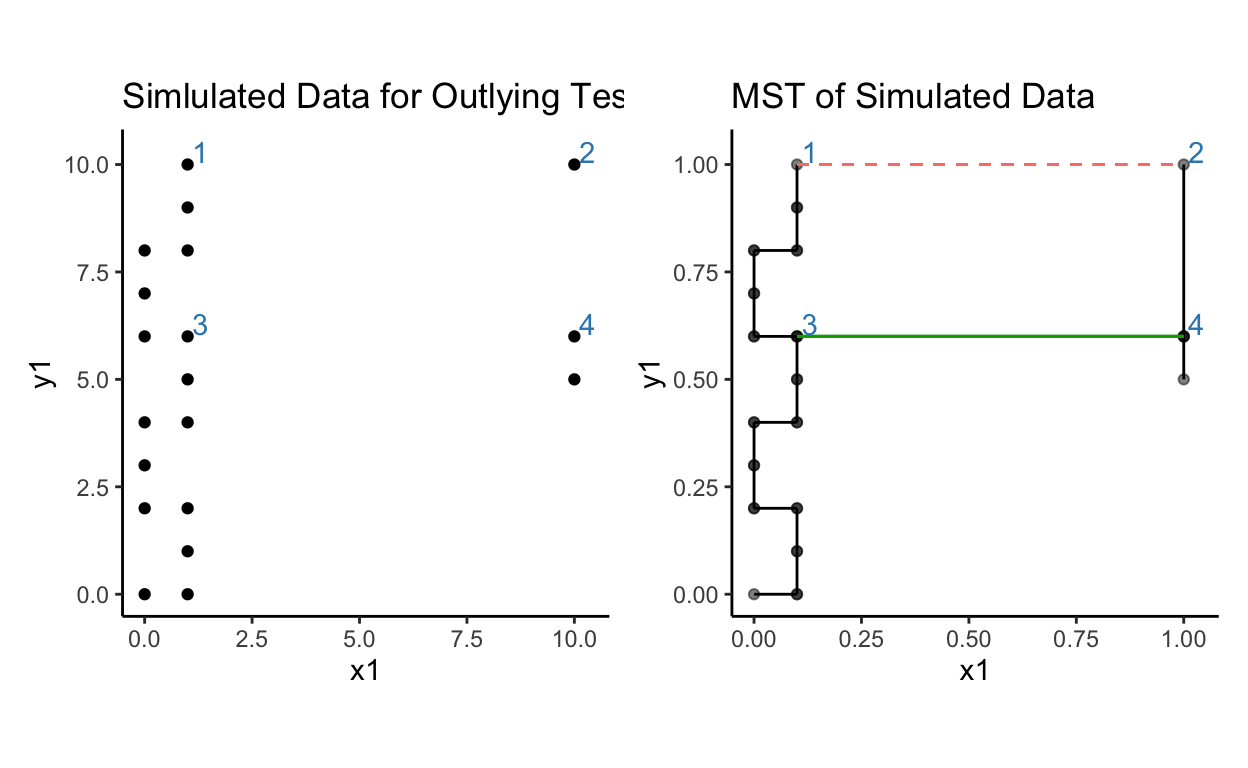 Simlulated Data for Outlying Tes
1
2
3
4
10.0
7.5
5.0
2.5
0.0
y1
0.0 2.5 5.0 7.5 10.0
x1
MST of Simulated Data
1
2
3
4
1.00
0.75
0.50
0.25
0.00
y1
0.00 0.25 0.50 0.75 1.00
x1